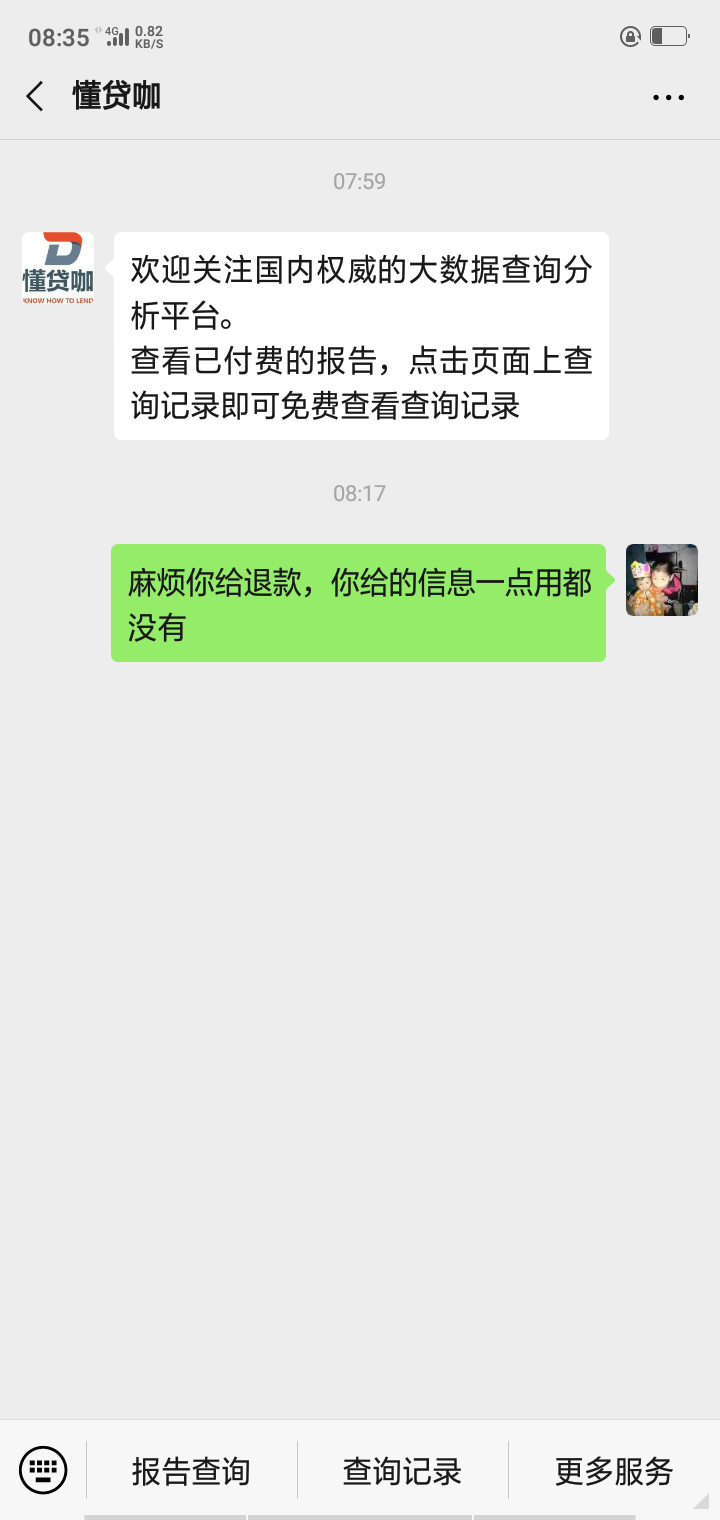 08:35
4G
0.82
KB/S
懂贷咖
07:59
懂贷咖
KNOW HOW TO LEND
欢迎关注国内权威的大数据查询分
析平台。
查看已付费的报告，点击页面上查
询记录即可免费查看查询记录
08:17
麻烦你给退款，你给的信息一点用都
没有
报告查询
查询记录
更多服务